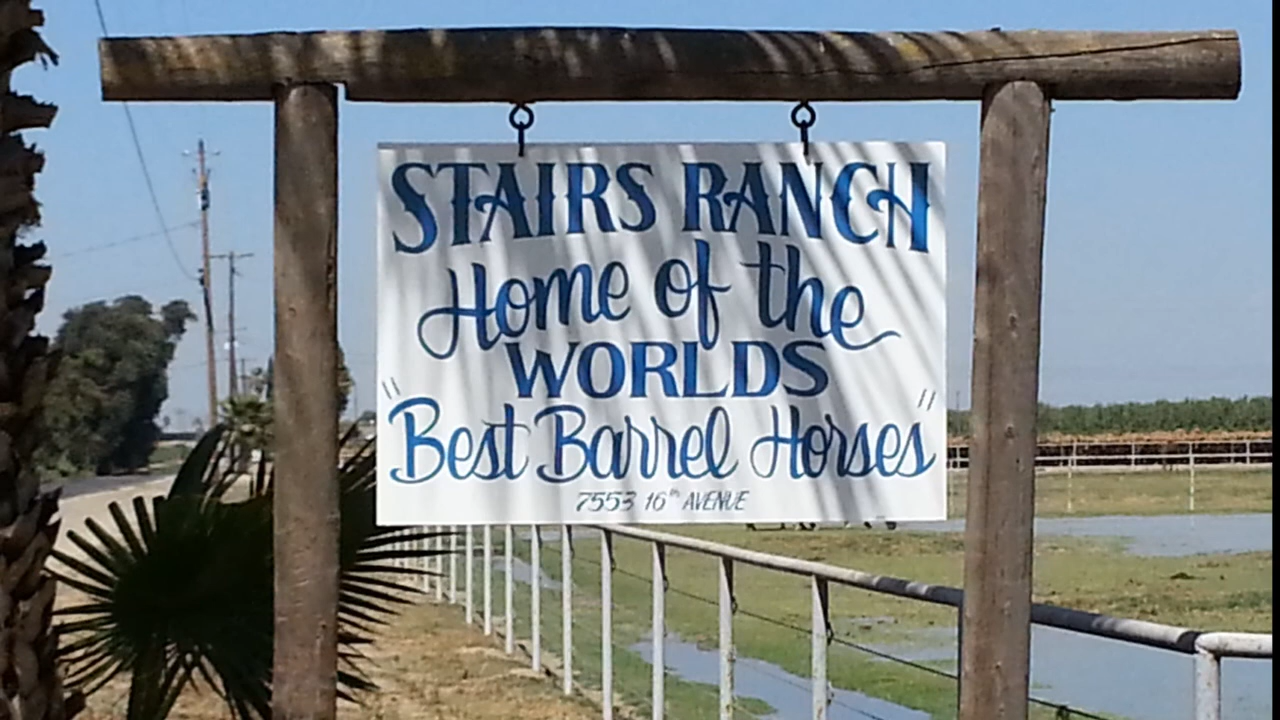 STAIRS RANCH
Home of the
WORLDS
"Best Barrel Horses"
7553 16th AVENUE